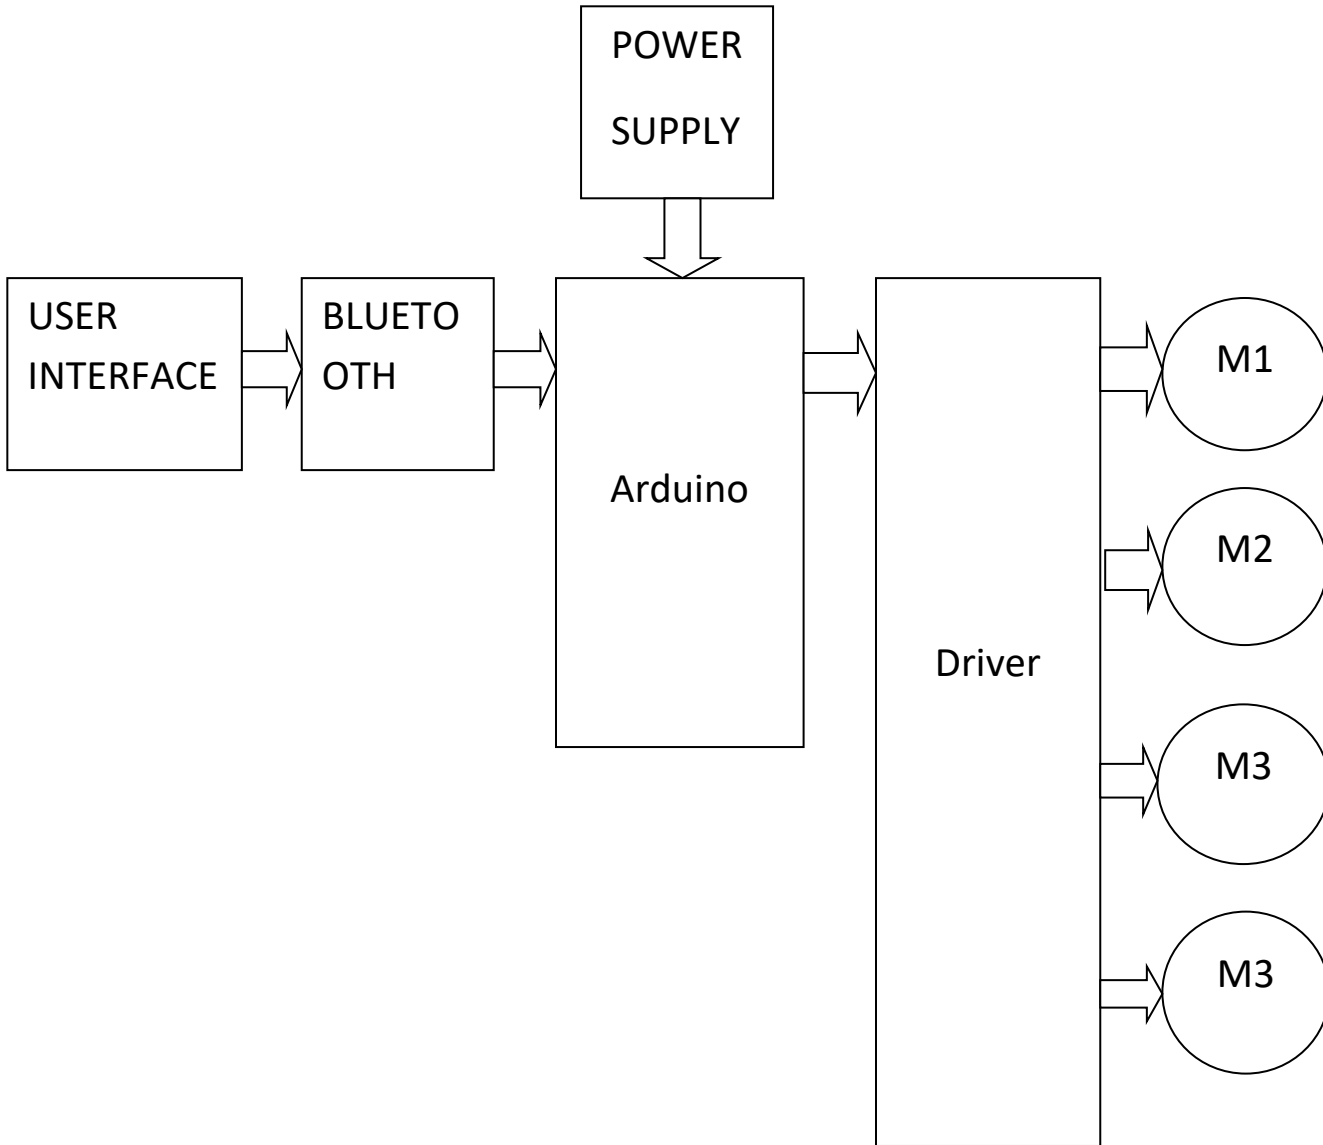 POWER
SUPPLY
USER
INTERFACE
BLUETO
OTH
Arduino
Driver
M1
M2
M3
M3